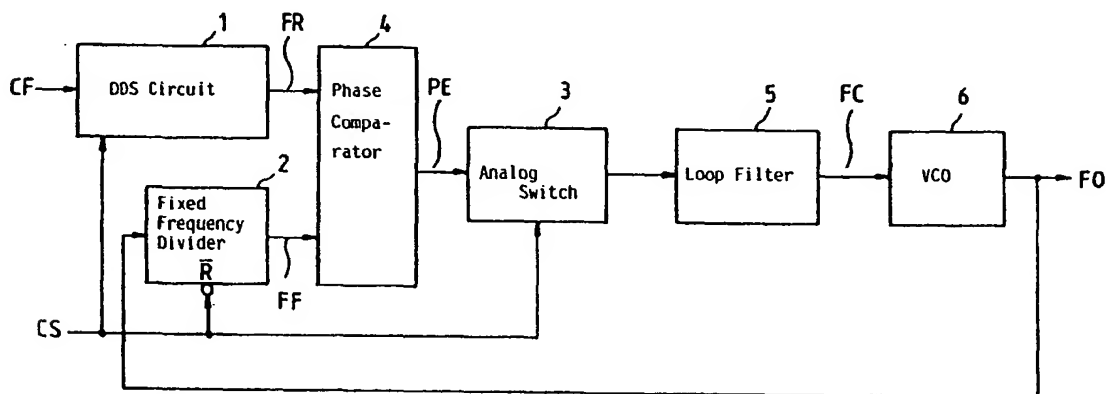 1
FR
4
CF
DDS Circuit
Phase
Compa-
rator
PE
3
5
FC
6
2
Analog
Switch
Loop Filter
VCO
FO
Fixed
Frequency
Divider
R̅
FF
CS